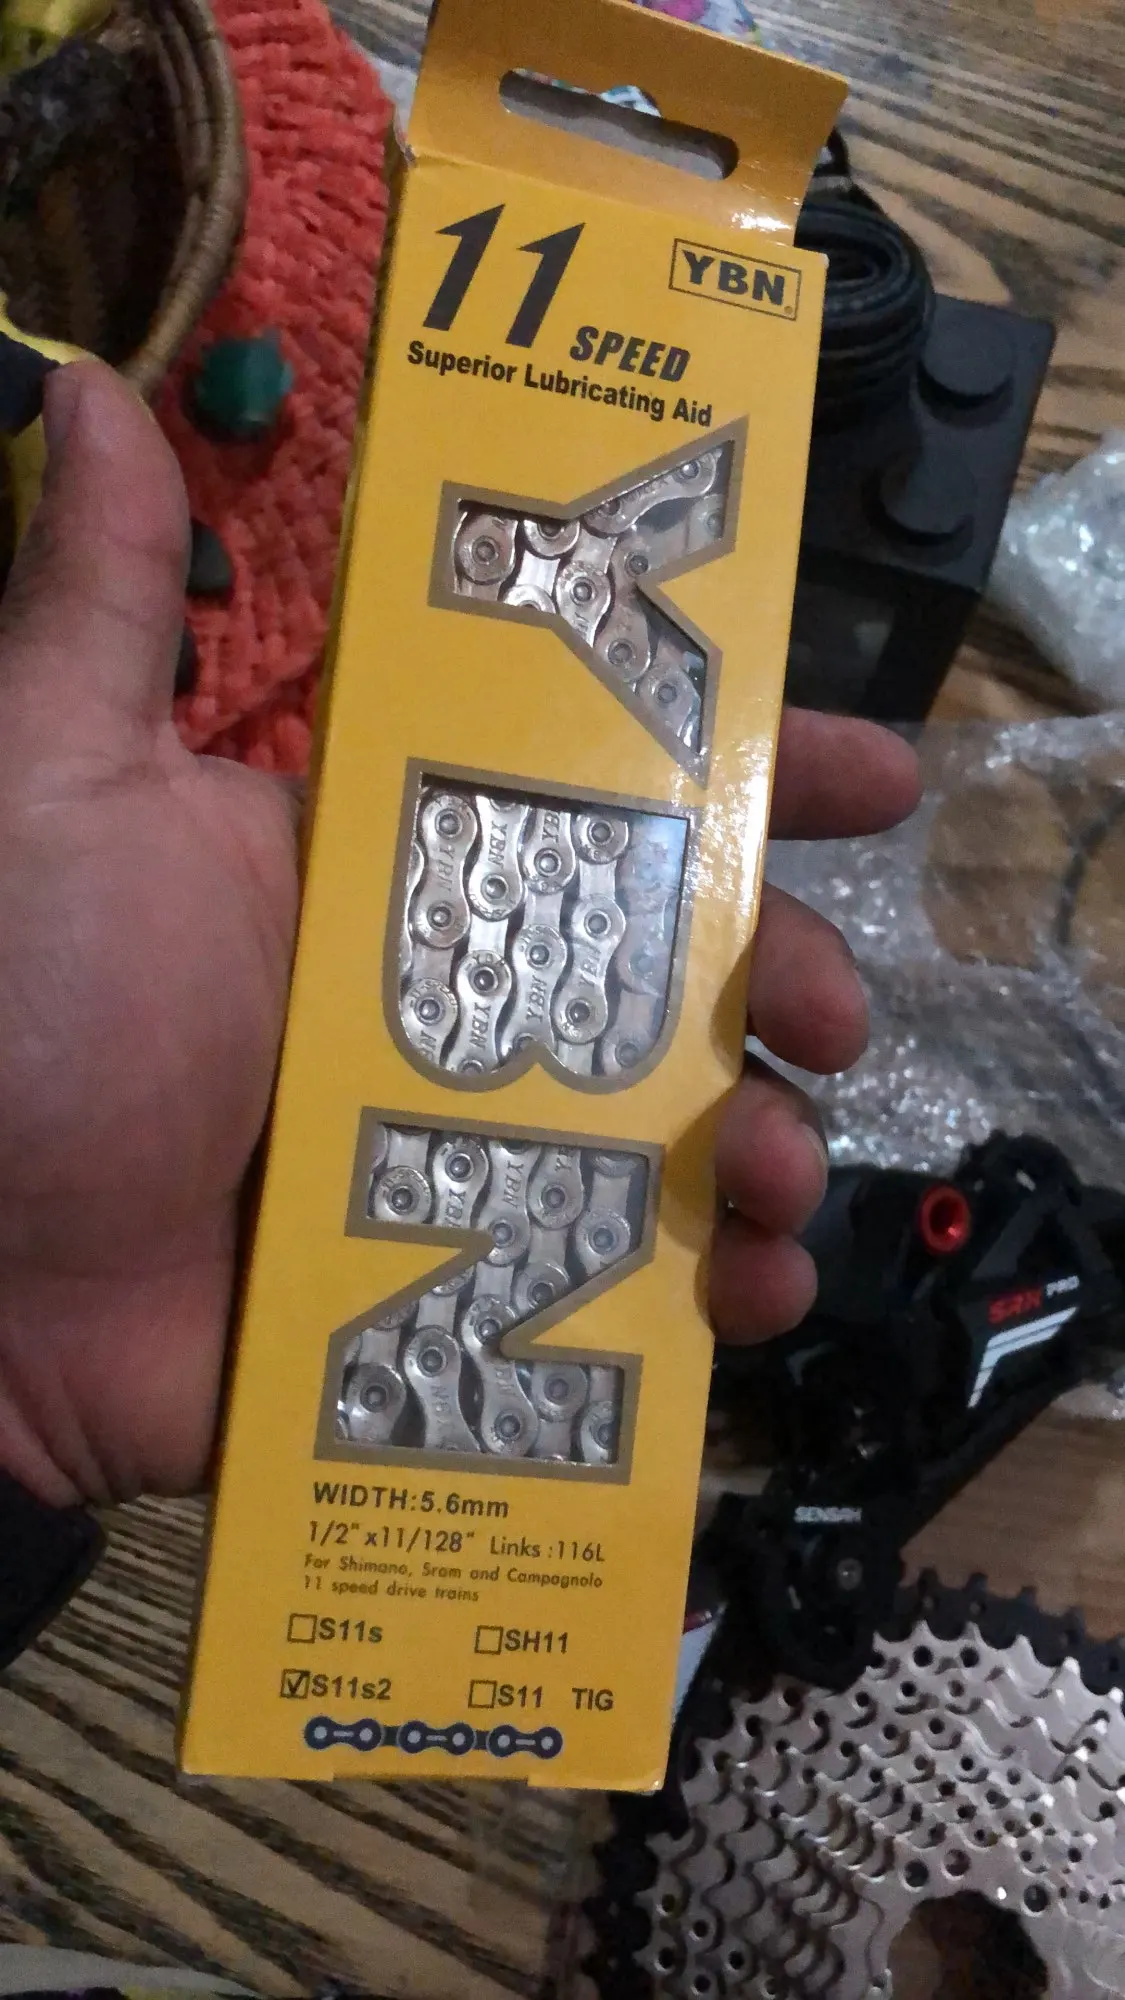 11 SPEED
YBN
Superior Lubricating Aid
YBN
WIDTH:5.6mm
1/2" x11/128" Links :116L
For Shimano, Sram and Campagnolo
11 speed drive trains
S11s
SH11
S11s2
S11 TIG
SRX PRO
SENSAH